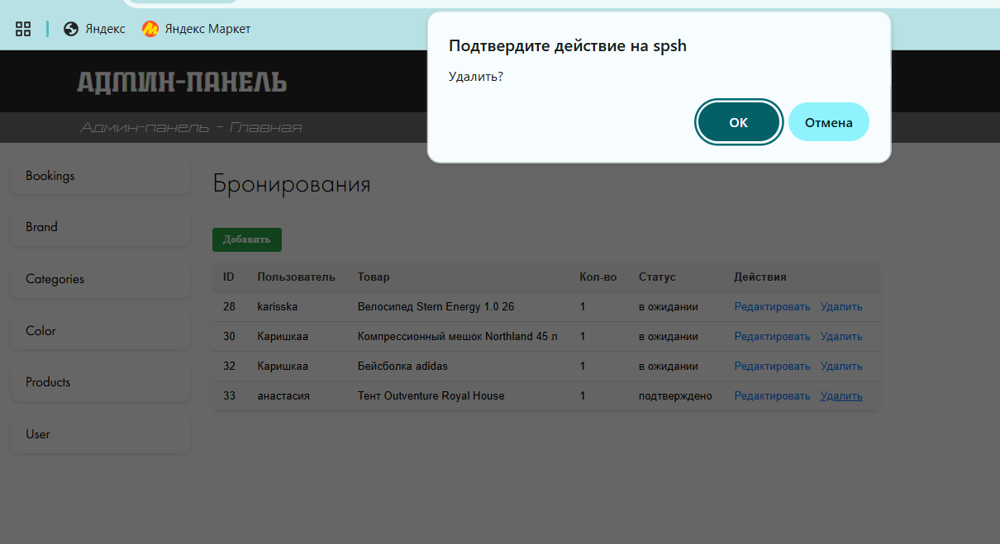 Яндекс Яндекс Маркет
Подтвердите действие на spsh
Удалить?
ОК Отмена
АДМИН-ПАНЕЛЬ
Админ-панель - Главная
Bookings
Brand
Categories
Color
Products
User
Бронирования
Добавить
ID Пользователь Товар Кол-во Статус Действия
28 karisska Велосипед Stern Energy 1.0 26 1 в ожидании Редактировать Удалить
30 Каришкаа Компрессионный мешок Northland 45 л 1 в ожидании Редактировать Удалить
32 Каришкаа Бейсболка adidas 1 в ожидании Редактировать Удалить
33 анастасия Тент Outventure Royal House 1 подтверждено Редактировать Удалить